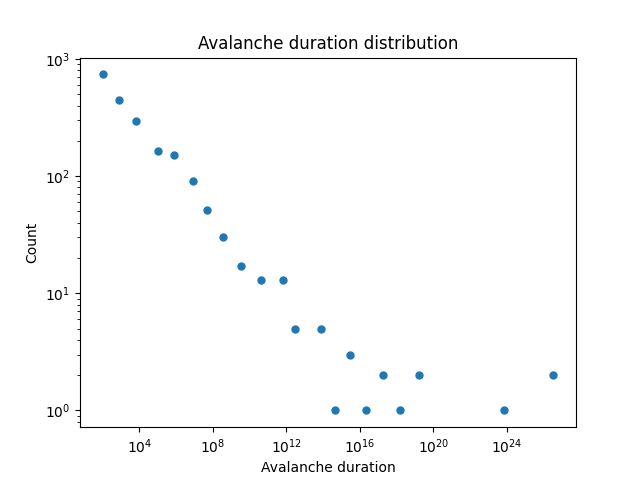 Avalanche duration distribution
10³
10²
10¹
10⁰
Count
10⁴ 10⁸ 10¹² 10¹⁶ 10²⁰ 10²⁴
Avalanche duration